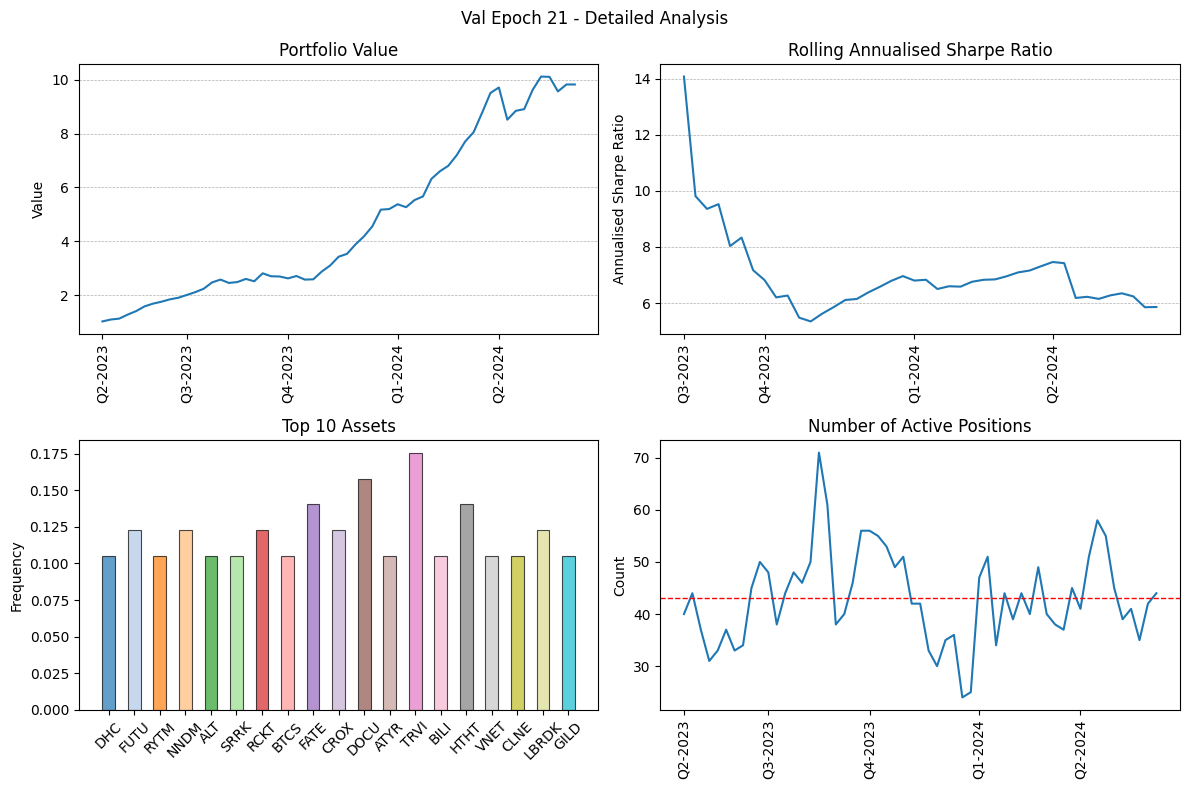 Val Epoch 21 - Detailed Analysis
Portfolio Value
Value
10
8
6
4
2
Q2-2023
Q3-2023
Q4-2023
Q1-2024
Q2-2024
Rolling Annualised Sharpe Ratio
Annualised Sharpe Ratio
14
12
10
8
6
Q3-2023
Q4-2023
Q1-2024
Q2-2024
Top 10 Assets
Frequency
0.175
0.150
0.125
0.100
0.075
0.050
0.025
0.000
DHC
FUTU
RYTM
NNDM
ALT
SRRK
RCKT
BTCS
FATE
CROX
DOCU
ATYR
TRVI
BILI
HTHT
VNET
CLNE
LBRDK
GILD
Number of Active Positions
Count
70
60
50
40
30
Q2-2023
Q3-2023
Q4-2023
Q1-2024
Q2-2024